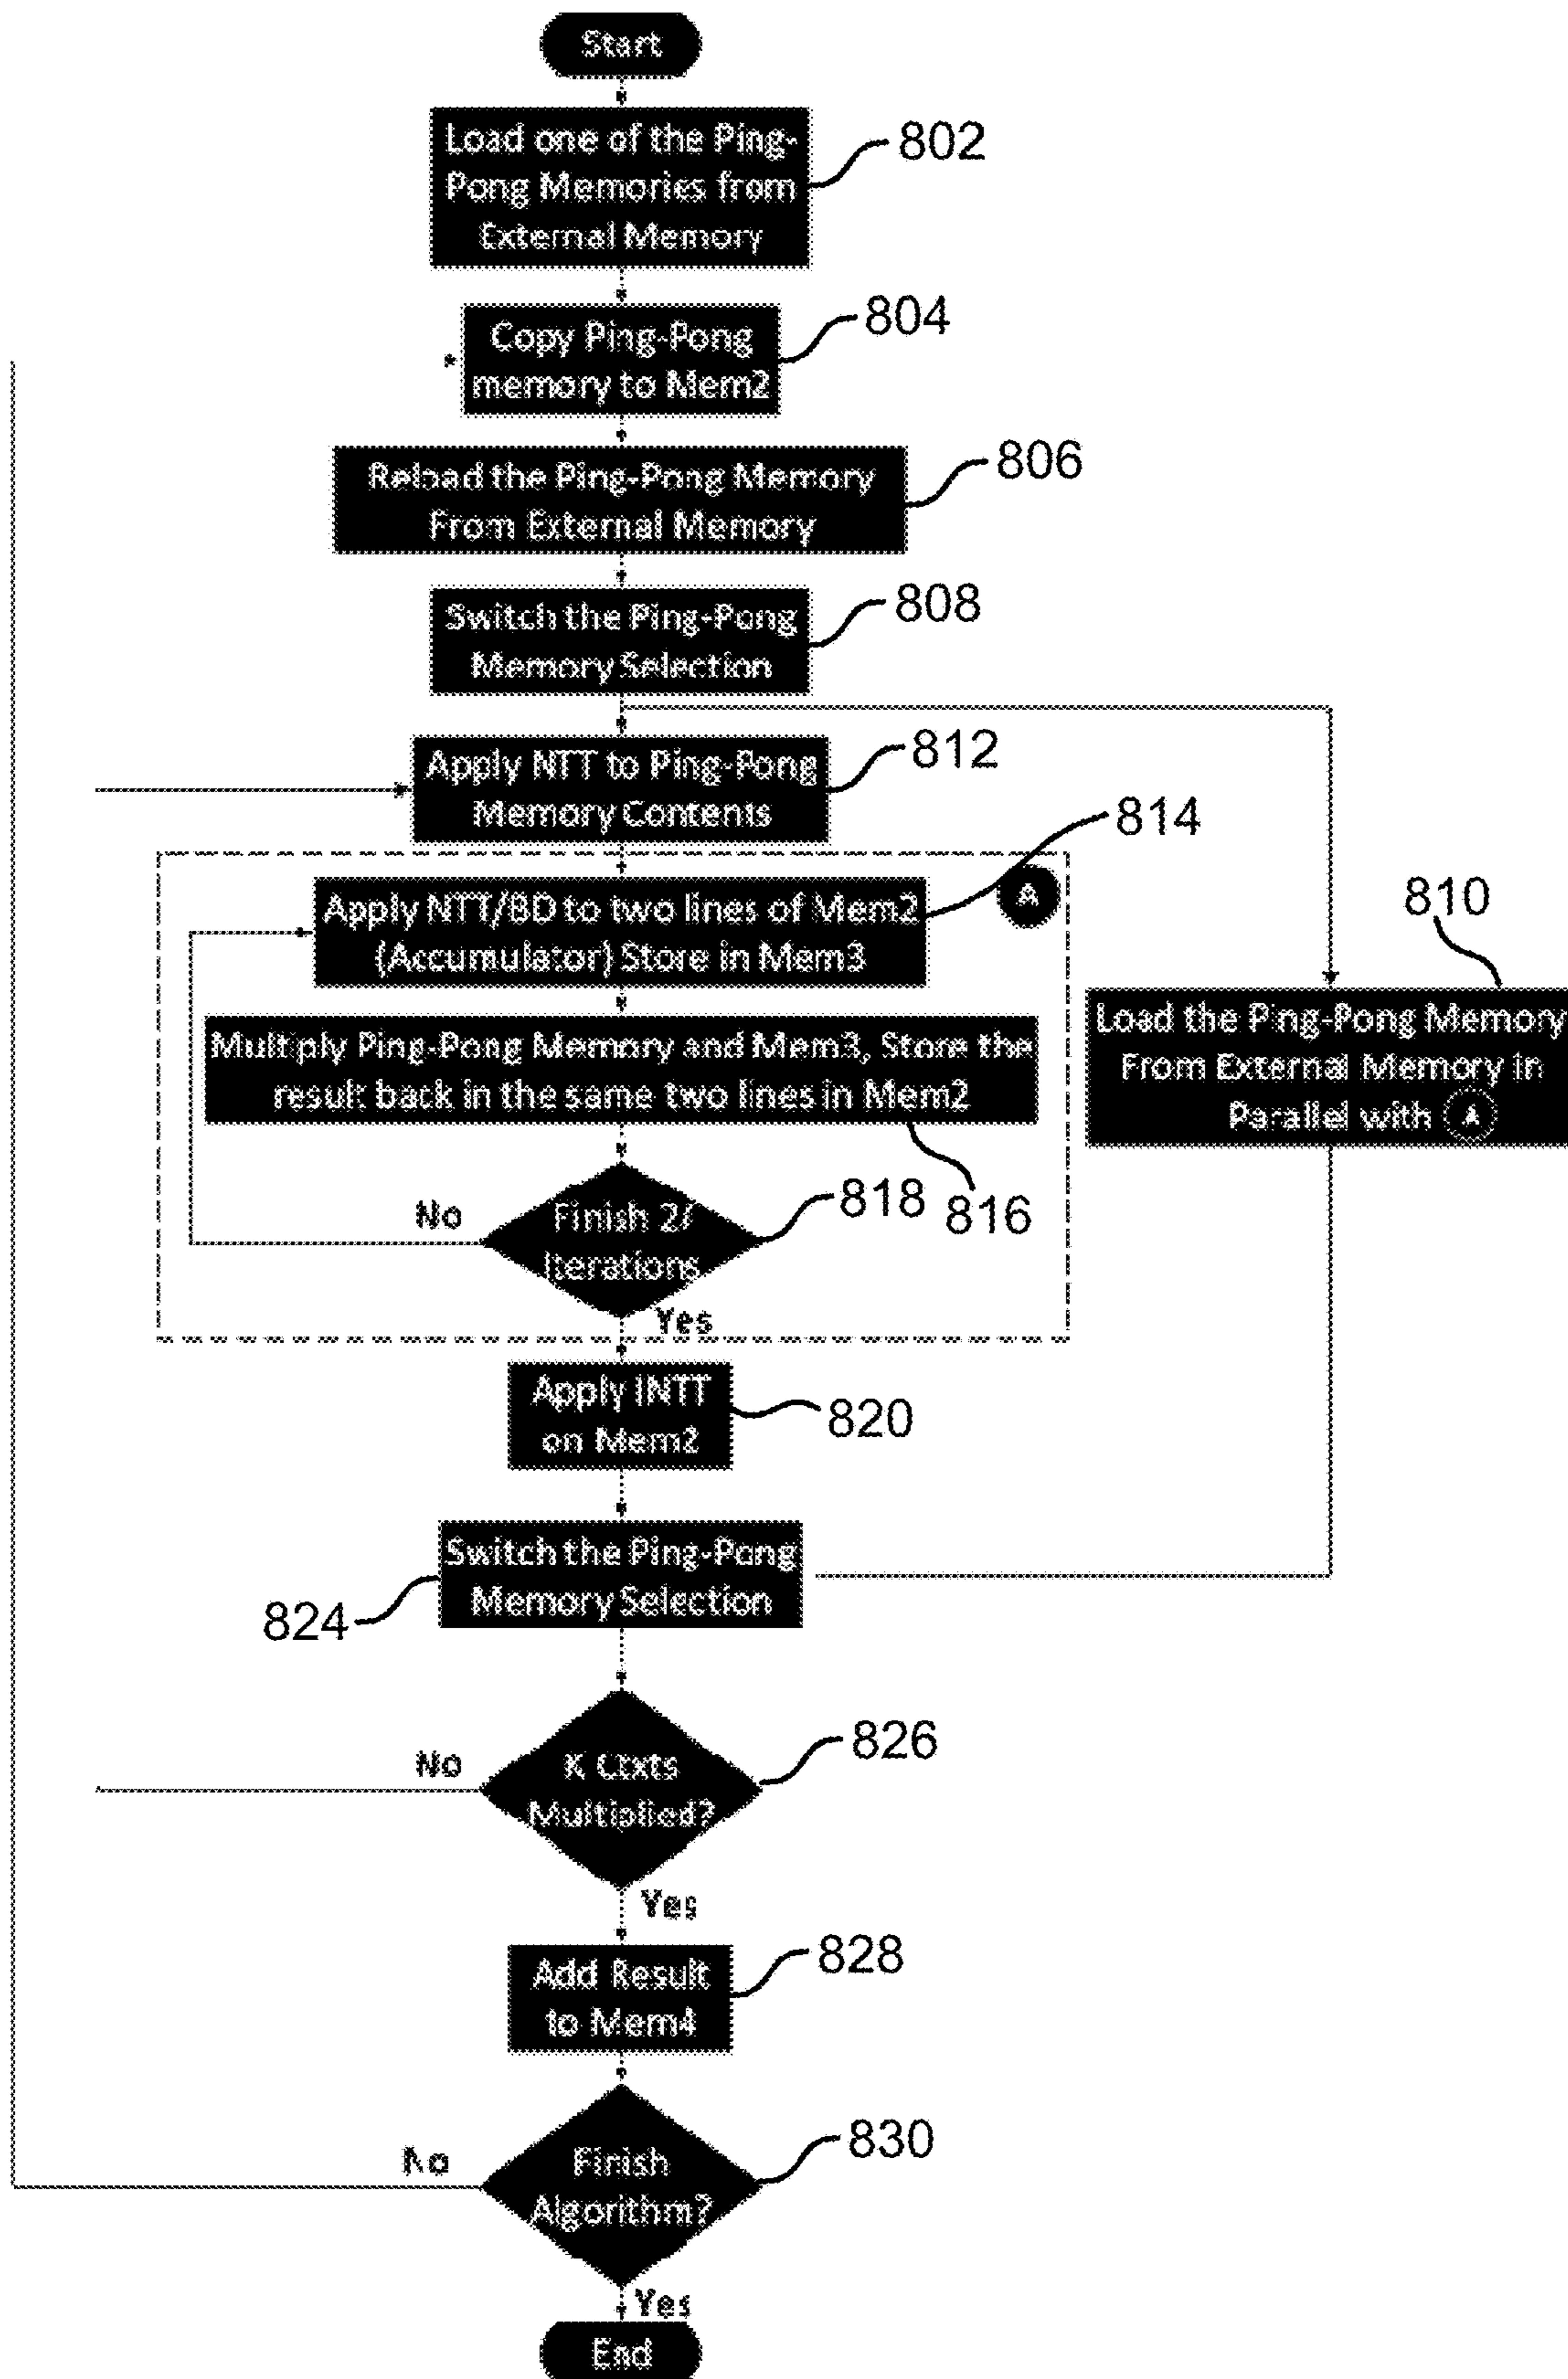 Start
Load one of the Ping-
Pong Memories from
External Memory
802
Copy Ping-Pong
memory to Mem2
804
Reload the Ping-Pong Memory
From External Memory
806
Switch the Ping-Pong
Memory Selection
808
Apply NTT to Ping-Pong
Memory Contents
812
814
A
Apply NTT/BD to two lines of Mem2
(Accumulator) Store in Mem3
810
Load the Ping-Pong Memory
From External Memory in
Parallel with A
Multiply Ping-Pong Memory and Mem3, Store the
result back in the same two lines in Mem2
816
No
Finish 2l
Iterations
818
Yes
Apply INTT
on Mem2
820
Switch the Ping-Pong
Memory Selection
824
No
K Ctxts
Multiplied?
826
Yes
Add Result
to Mem4
828
No
Finish
Algorithm?
830
Yes
End